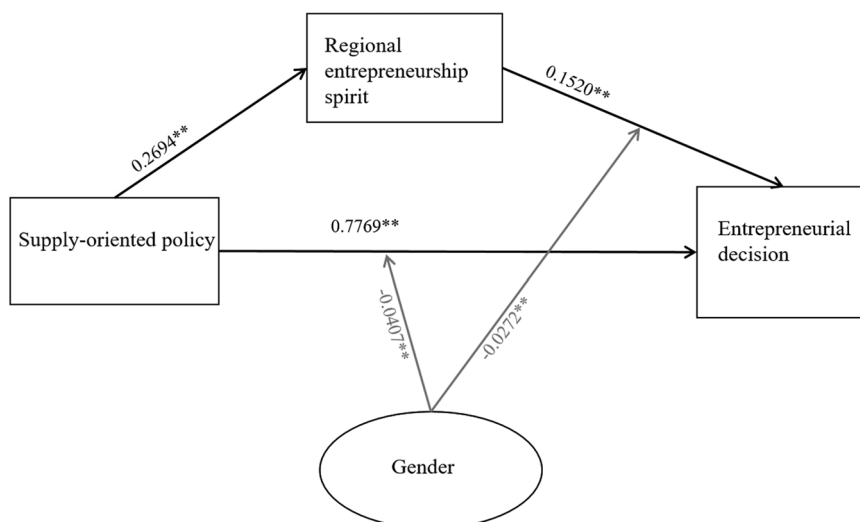 Regional
entrepreneurship
spirit
0.1520**
0.2694**
Supply-oriented policy
0.7769**
Entrepreneurial
decision
-0.0407**
-0.0272**
Gender